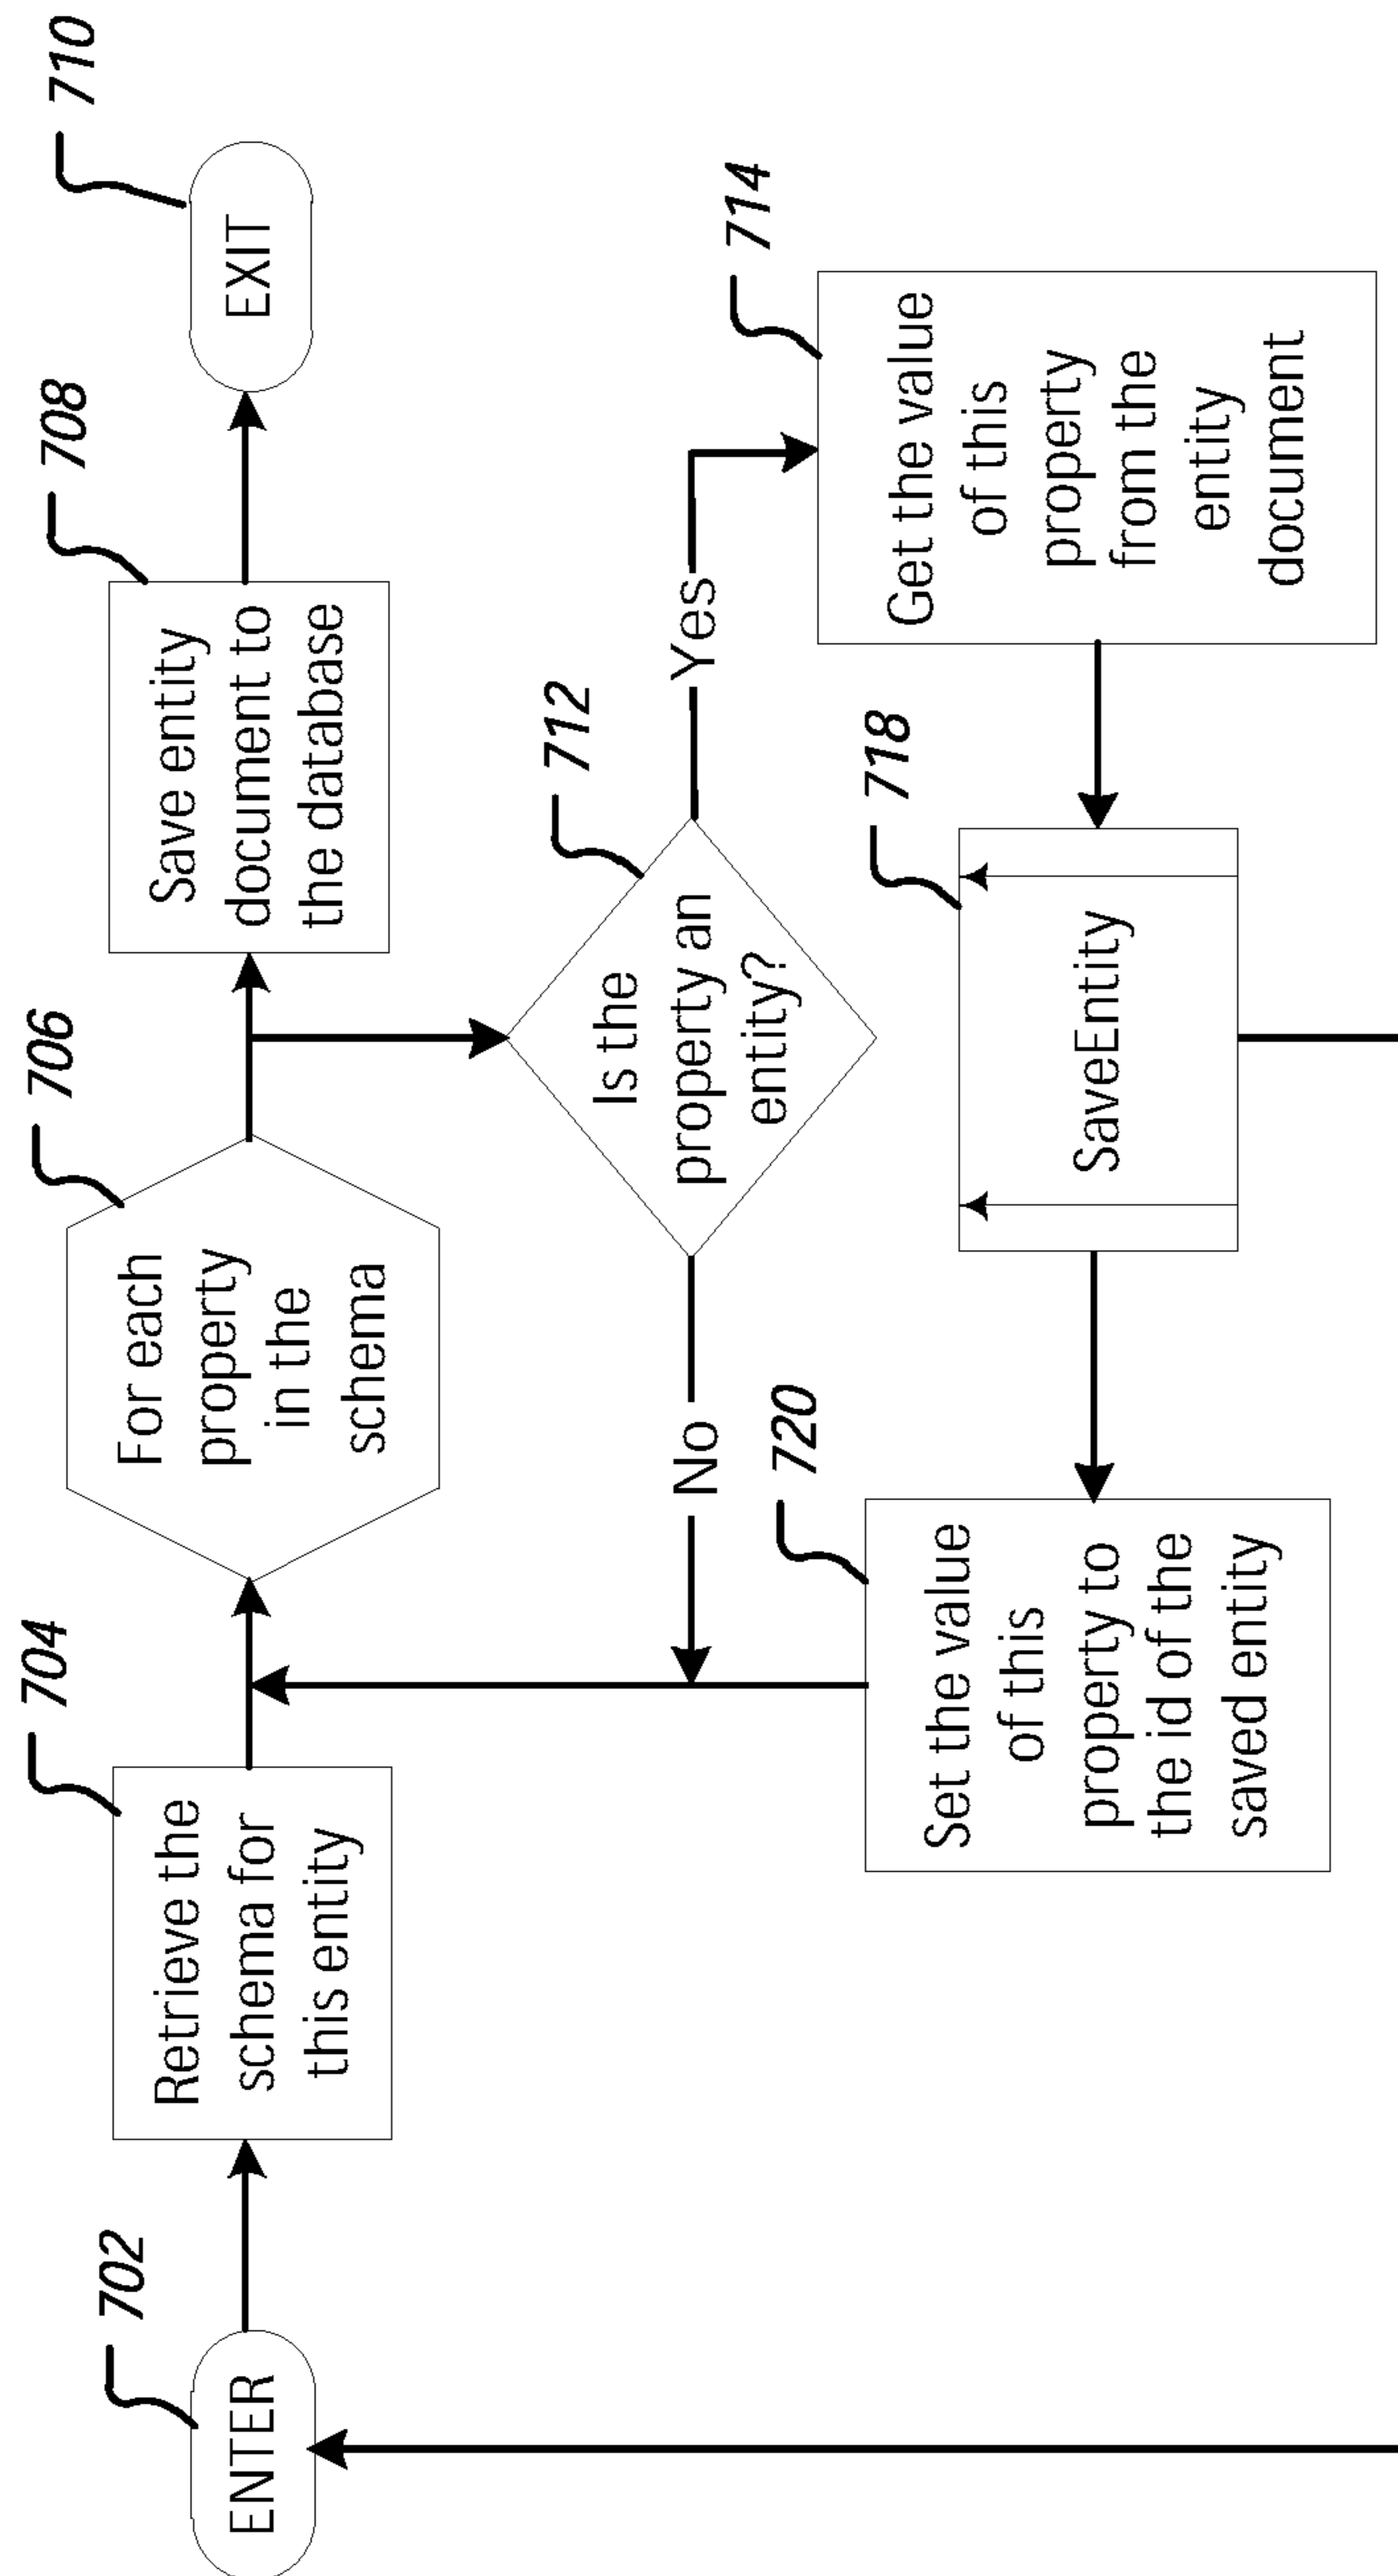 702
ENTER
704
Retrieve the
schema for
this entity
706
For each
property
in the
schema
708
Save entity
document to
the database
710
EXIT
712
Is the
property an
entity?
No
Yes
714
Get the value
of this
property
from the
entity
document
718
SaveEntity
720
Set the value
of this
property to
the id of the
saved entity